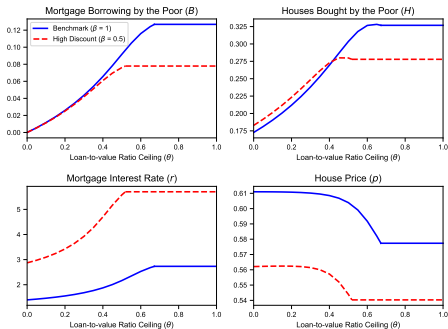 Mortgage Borrowing by the Poor (B)
0.12
0.10
0.08
0.06
0.04
0.02
0.00
Benchmark (β = 1)
High Discount (β = 0.5)
0.0 0.2 0.4 0.6 0.8 1.0
Loan-to-value Ratio Ceiling (θ)
Houses Bought by the Poor (H)
0.325
0.300
0.275
0.250
0.225
0.200
0.175
0.0 0.2 0.4 0.6 0.8 1.0
Loan-to-value Ratio Ceiling (θ)
Mortgage Interest Rate (r)
5
4
3
2
0.0 0.2 0.4 0.6 0.8 1.0
Loan-to-value Ratio Ceiling (θ)
House Price (p)
0.61
0.60
0.59
0.58
0.57
0.56
0.55
0.54
0.0 0.2 0.4 0.6 0.8 1.0
Loan-to-value Ratio Ceiling (θ)